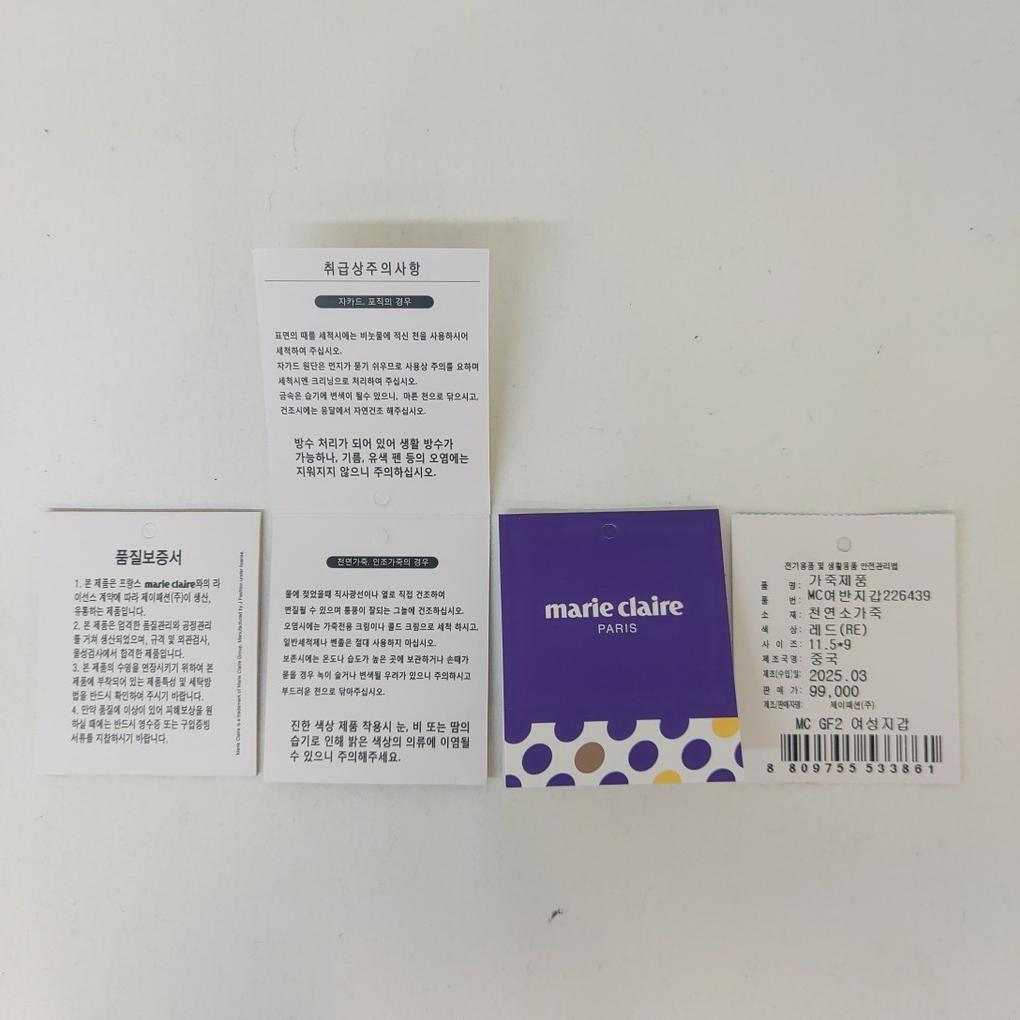 취급상주의사항
자카드, 포직의 경우
표면의 때를 세척시에는 비눗물에 적신 천을 사용하시어
세척하여 주십시오.
자가드 원단은 먼지가 묻기 쉬우므로 사용상 주의를 요하며
세척시엔 크리닝으로 처리하여 주십시오.
금속은 습기에 변색이 될수 있으니, 마른 천으로 닦으시고,
건조시에는 응달에서 자연건조 해주십시오.
방수 처리가 되어 있어 생활 방수가
가능하나, 기름, 유색 펜 등의 오염에는
지워지지 않으니 주의하십시오.
품질보증서
1. 본 제품은 프랑스 marie claire와의 라
이센스 계약에 따라 제이패션(주)이 생산,
유통하는 제품입니다.
2. 본 제품은 엄격한 품질관리와 공정관리
를 거쳐 생산되었으며, 규격 및 외관검사,
물성검사에서 합격한 제품입니다.
3. 본 제품의 수명을 연장시키기 위하여 본
제품에 부착되어 있는 제품특성 및 세탁방
법을 반드시 확인하여 주시기 바랍니다.
4. 만약 품질에 이상이 있어 피해보상을 원
하실 때에는 반드시 영수증 또는 구입증빙
서류를 지참하시기 바랍니다.
Marie Claire is a trademark of Marie Claire Group, Manufactured by J Fashion under license.
천연가죽, 인조가죽의 경우
물에 젖었을때 직사광선이나 열로 직접 건조하여
변질될 수 있으며 통풍이 잘되는 그늘에 건조하십시오.
오염시에는 가죽전용 크림이나 콜드 크림으로 세척 하시고,
일반세척제나 벤졸은 절대 사용하지 마십시오.
보존시에는 온도나 습도가 높은 곳에 보관하거나 손때가
묻을 경우 녹이 슬거나 변색될 우려가 있으니 주의하시고
부드러운 천으로 닦아주십시오.
진한 색상 제품 착용시 눈, 비 또는 땀의
습기로 인해 밝은 색상의 의류에 이염될
수 있으니 주의해주세요.
marie claire
PARIS
전기용품 및 생활용품 안전관리법
품 명: 가죽제품
품 번: MC여반지갑226439
소 재: 천연소가죽
색 상: 레드(RE)
사 이 즈: 11.5*9
제조국명: 중국
제조(수입)일: 2025.03
판 매 가: 99,000
제조/판매자명: 제이패션(주)
MC GF2 여성지갑
8 809755 533861